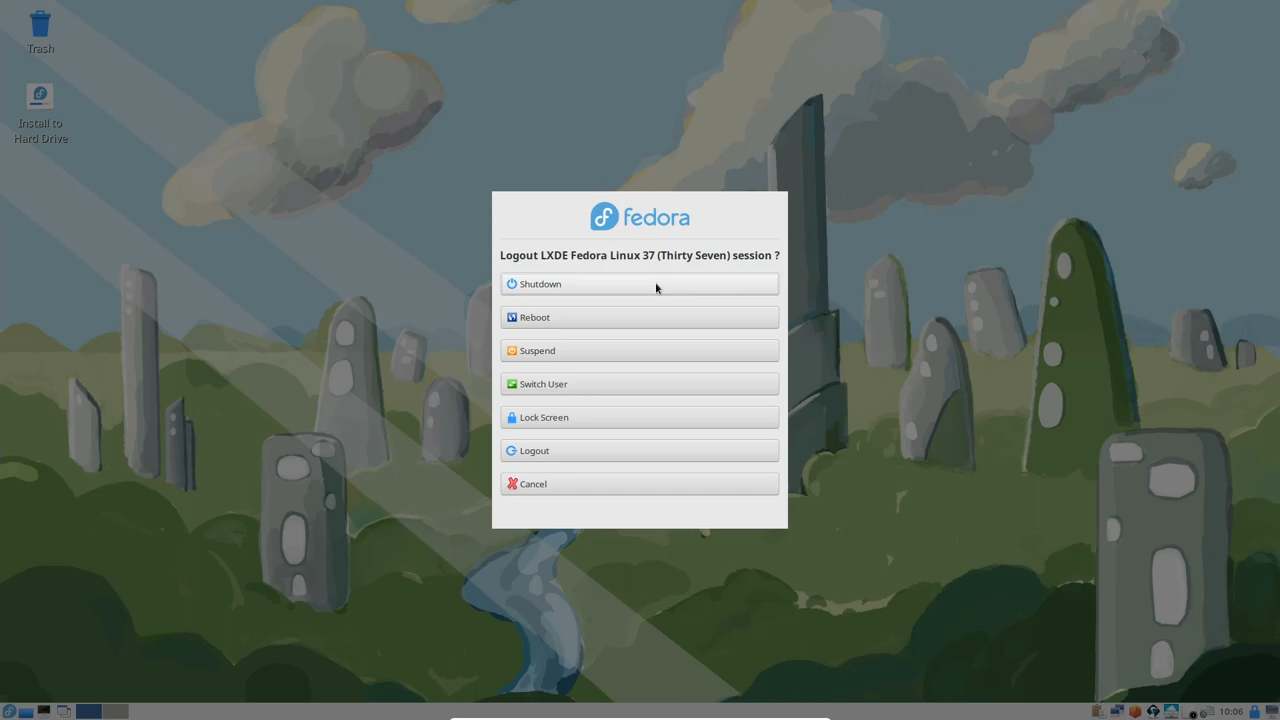 Trash
Install to
Hard Drive
fedora
Logout LXDE Fedora Linux 37 (Thirty Seven) session ?
Shutdown
Reboot
Suspend
Switch User
Lock Screen
Logout
Cancel
10:06